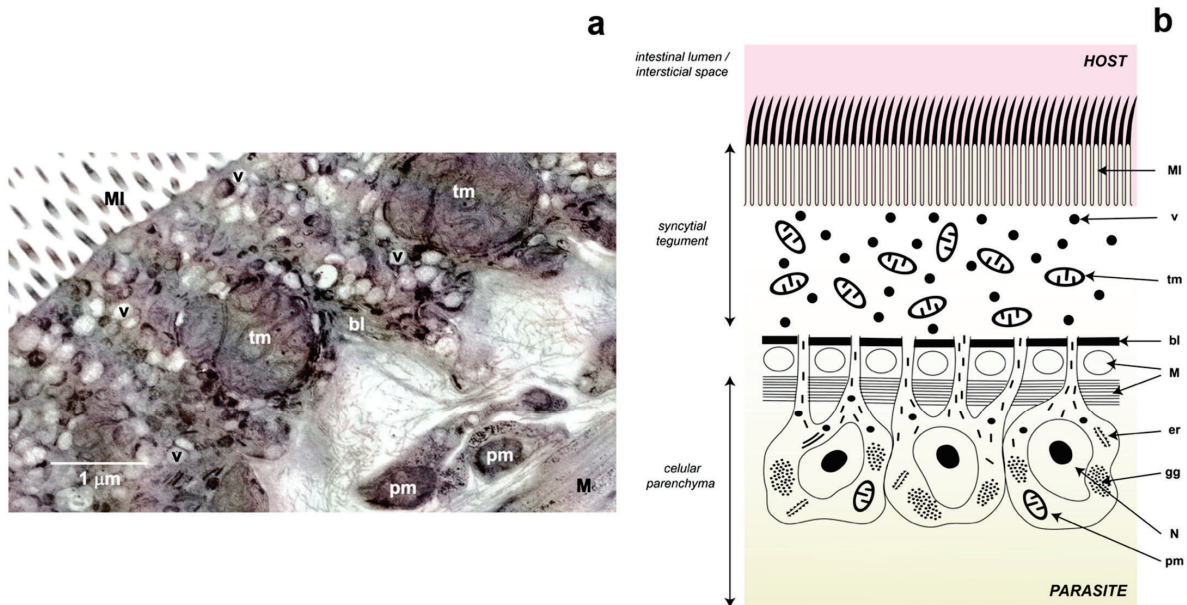 a
Ml
v
tm
v
v
tm
bl
v
pm
pm
M
1 μm
b
intestinal lumen /
intersticial space
HOST
Ml
v
syncytial
tegument
tm
bl
M
er
celular
parenchyma
gg
N
pm
PARASITE